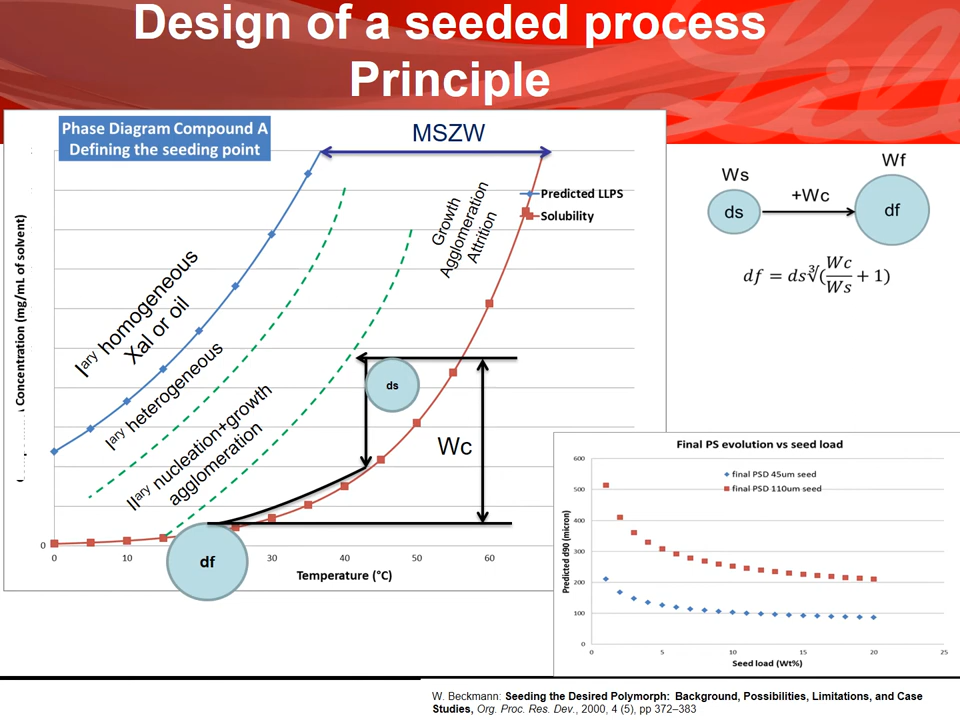 Design of a seeded process
Principle
Phase Diagram Compound A
Defining the seeding point
MSZW
Predicted LLPS
Solubility
Concentration (mg/mL of solvent)
Iary homogeneous
Xal or oil
Iary heterogeneous
IIary nucleation+growth
agglomeration
Growth
Agglomeration
Attrition
ds
Wc
df
0
0
10
30
40
50
60
Temperature (°C)
Ws
Wf
ds
+Wc
df
df = ds∛(Wc/Ws + 1)
Final PS evolution vs seed load
final PSD 45um seed
final PSD 110um seed
Predicted d90 (micron)
600
500
400
300
200
100
0
0
5
10
15
20
25
Seed load (Wt%)
W. Beckmann: Seeding the Desired Polymorph: Background, Possibilities, Limitations, and Case
Studies, Org. Proc. Res. Dev., 2000, 4 (5), pp 372–383